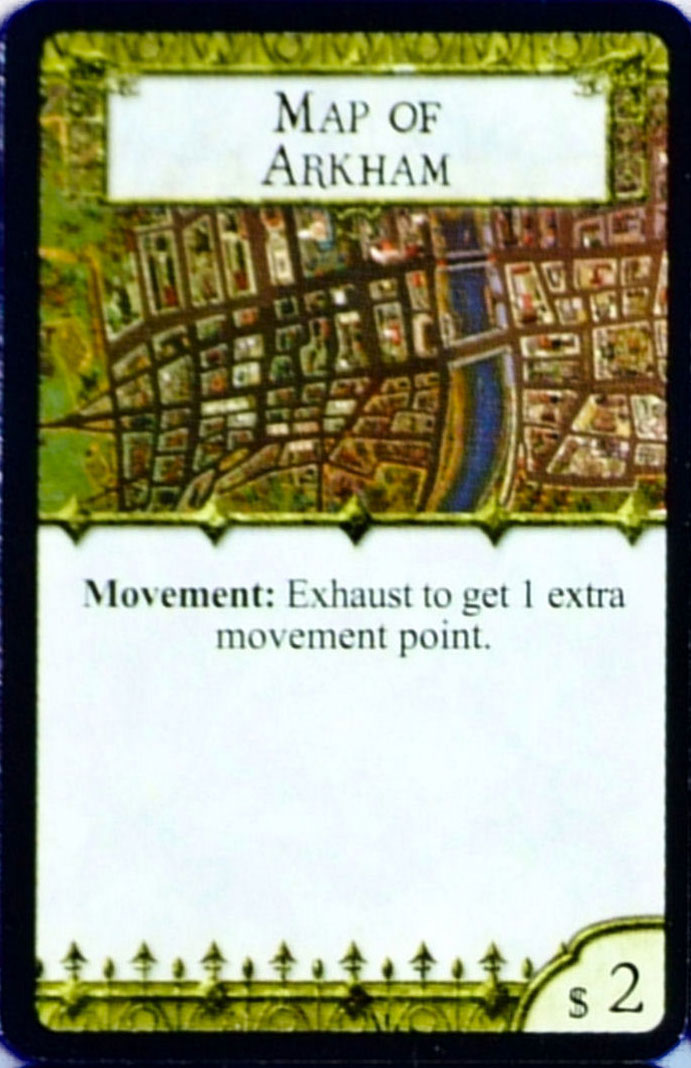 MAP OF
ARKHAM
Movement: Exhaust to get 1 extra
movement point.
$ 2